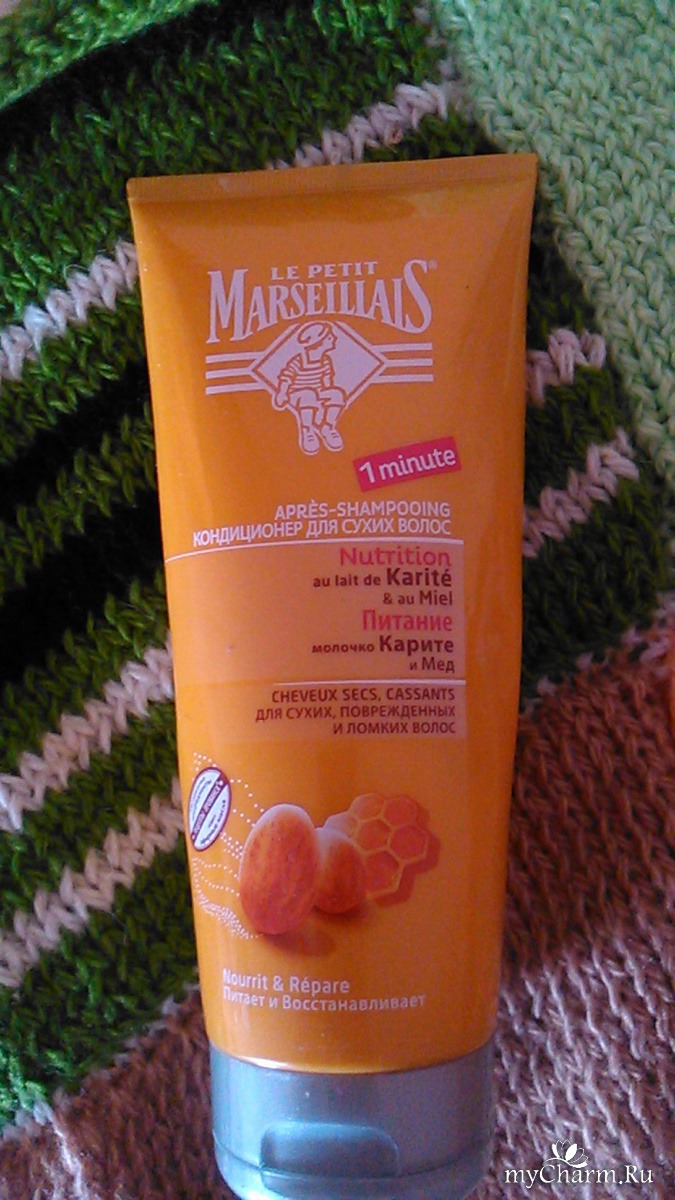 LE PETIT
MARSEILLAIS®
1 minute
APRÈS-SHAMPOOING
КОНДИЦИОНЕР ДЛЯ СУХИХ ВОЛОС
Nutrition
au lait de Karité
& au Miel
Питание
молочко Карите
и Мед
CHEVEUX SECS, CASSANTS
ДЛЯ СУХИХ, ПОВРЕЖДЕННЫХ
И ЛОМКИХ ВОЛОС
Nourrit & Répare
Питает и Восстанавливает
myCharm.Ru